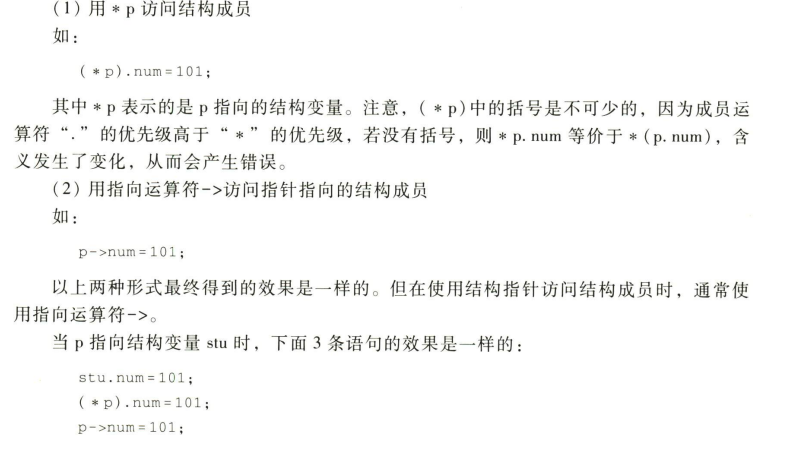 (1) 用 * p 访问结构成员
如：
( * p).num=101;
其中 * p 表示的是 p 指向的结构变量。注意，( * p)中的括号是不可少的，因为成员运
算符“.”的优先级高于“ * ”的优先级，若没有括号，则 * p. num 等价于 * (p. num)，含
义发生了变化，从而会产生错误。
(2) 用指向运算符->访问指针指向的结构成员
如：
p->num=101;
以上两种形式最终得到的效果是一样的。但在使用结构指针访问结构成员时，通常使
用指向运算符->。
当 p 指向结构变量 stu 时，下面 3 条语句的效果是一样的：
stu.num=101;
( * p).num=101;
p->num=101;